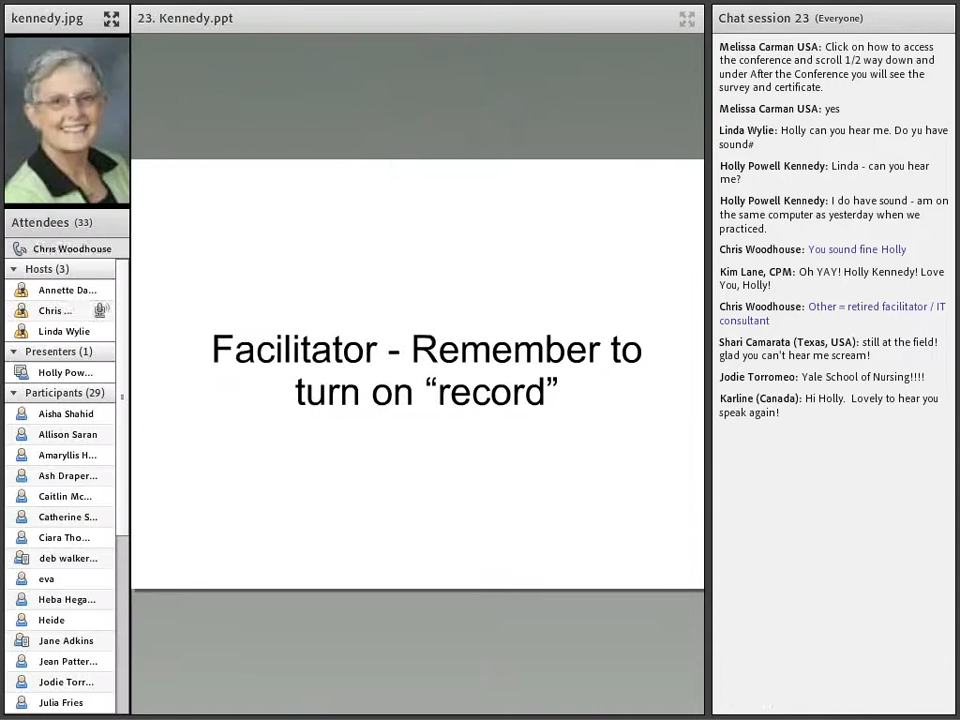 kennedy.jpg
Attendees (33)
Chris Woodhouse
Hosts (3)
Annette Da...
Chris ...
Linda Wylie
Presenters (1)
Holly Pow...
Participants (29)
Aisha Shahid
Allison Saran
Amaryllis H...
Ash Draper...
Caitlin Mc...
Catherine S...
Ciara Tho...
deb walker...
eva
Heba Hega...
Heide
Jane Adkins
Jean Patter...
Jodie Torr...
Julia Fries
23. Kennedy.ppt
Facilitator - Remember to
turn on “record”
Chat session 23 (Everyone)
Melissa Carman USA: Click on how to access
the conference and scroll 1/2 way down and
under After the Conference you will see the
survey and certificate.
Melissa Carman USA: yes
Linda Wylie: Holly can you hear me. Do yu have
sound#
Holly Powell Kennedy: Linda - can you hear
me?
Holly Powell Kennedy: I do have sound - am on
the same computer as yesterday when we
practiced.
Chris Woodhouse: You sound fine Holly
Kim Lane, CPM: Oh YAY! Holly Kennedy! Love
You, Holly!
Chris Woodhouse: Other = retired facilitator / IT
consultant
Shari Camarata (Texas, USA): still at the field!
glad you can't hear me scream!
Jodie Torromeo: Yale School of Nursing!!!!
Karline (Canada): Hi Holly. Lovely to hear you
speak again!